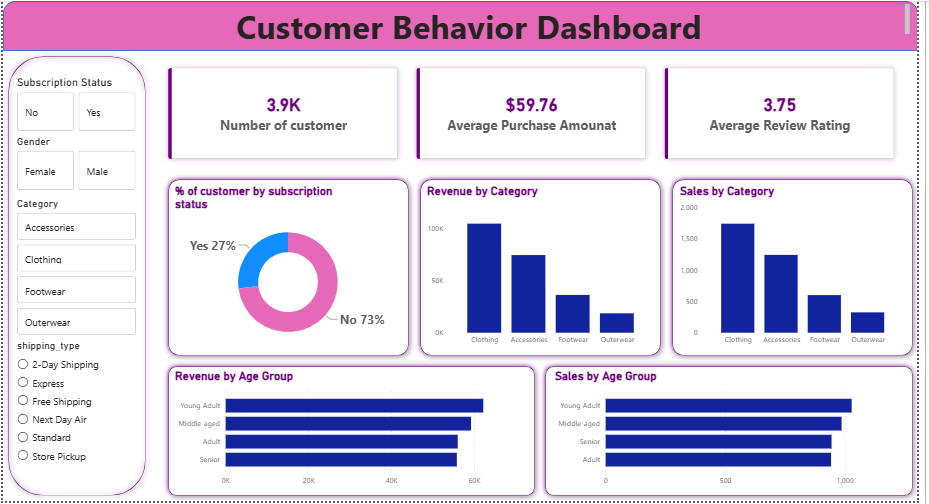 Customer Behavior Dashboard
Subscription Status
No
Yes
Gender
Female
Male
Category
Accessories
Clothing
Footwear
Outerwear
shipping_type
2-Day Shipping
Express
Free Shipping
Next Day Air
Standard
Store Pickup
3.9K
Number of customer
$59.76
Average Purchase Amounat
3.75
Average Review Rating
% of customer by subscription
status
Yes 27%
No 73%
Revenue by Category
100K
50K
0K
Clothing
Accessories
Footwear
Outerwear
Sales by Category
2,000
1,500
1,000
500
0
Clothing
Accessories
Footwear
Outerwear
Revenue by Age Group
Young Adult
Middle aged
Adult
Senior
0K
20K
40K
60K
Sales by Age Group
Young Adult
Middle aged
Senior
Adult
0
500
1,000